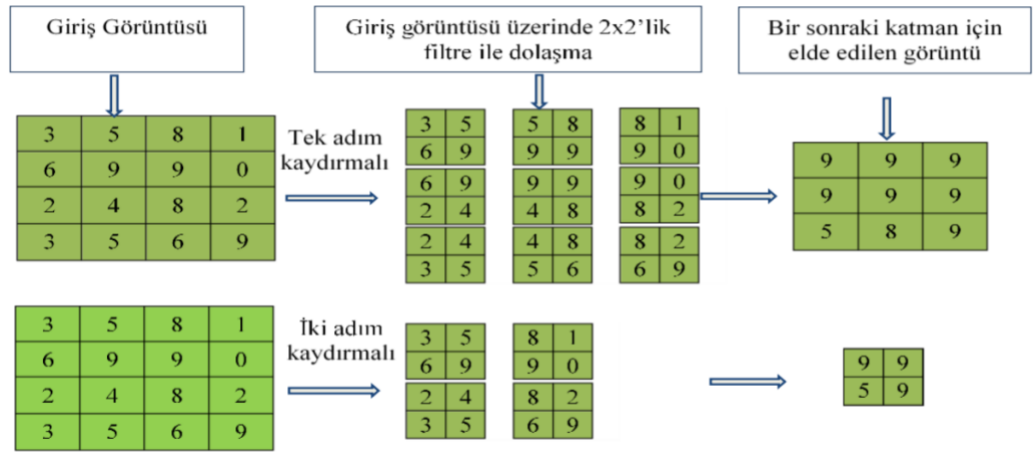 Giriş Görüntüsü
Giriş görüntüsü üzerinde 2x2’lik
filtre ile dolaşma
Bir sonraki katman için
elde edilen görüntü
3 5 8 1
6 9 9 0
2 4 8 2
3 5 6 9
Tek adım
kaydırmalı
3 5
6 9
5 8
9 9
8 1
9 0
6 9
2 4
9 9
4 8
9 0
8 2
2 4
3 5
4 8
5 6
8 2
6 9
9 9 9
9 9 9
5 8 9
3 5 8 1
6 9 9 0
2 4 8 2
3 5 6 9
İki adım
kaydırmalı
3 5
6 9
8 1
9 0
2 4
3 5
8 2
6 9
9 9
5 9